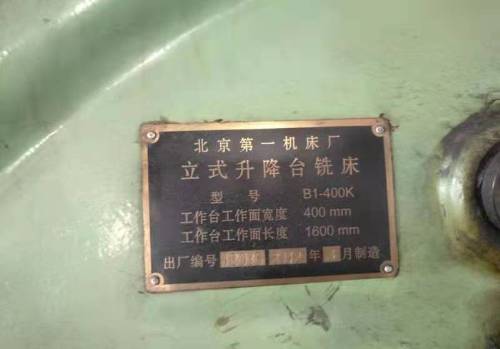 北京第一机床厂
立式升降台铣床
型号 B1-400K
工作台工作面宽度 400 mm
工作台工作面长度 1600 mm
出厂编号 年 月制造